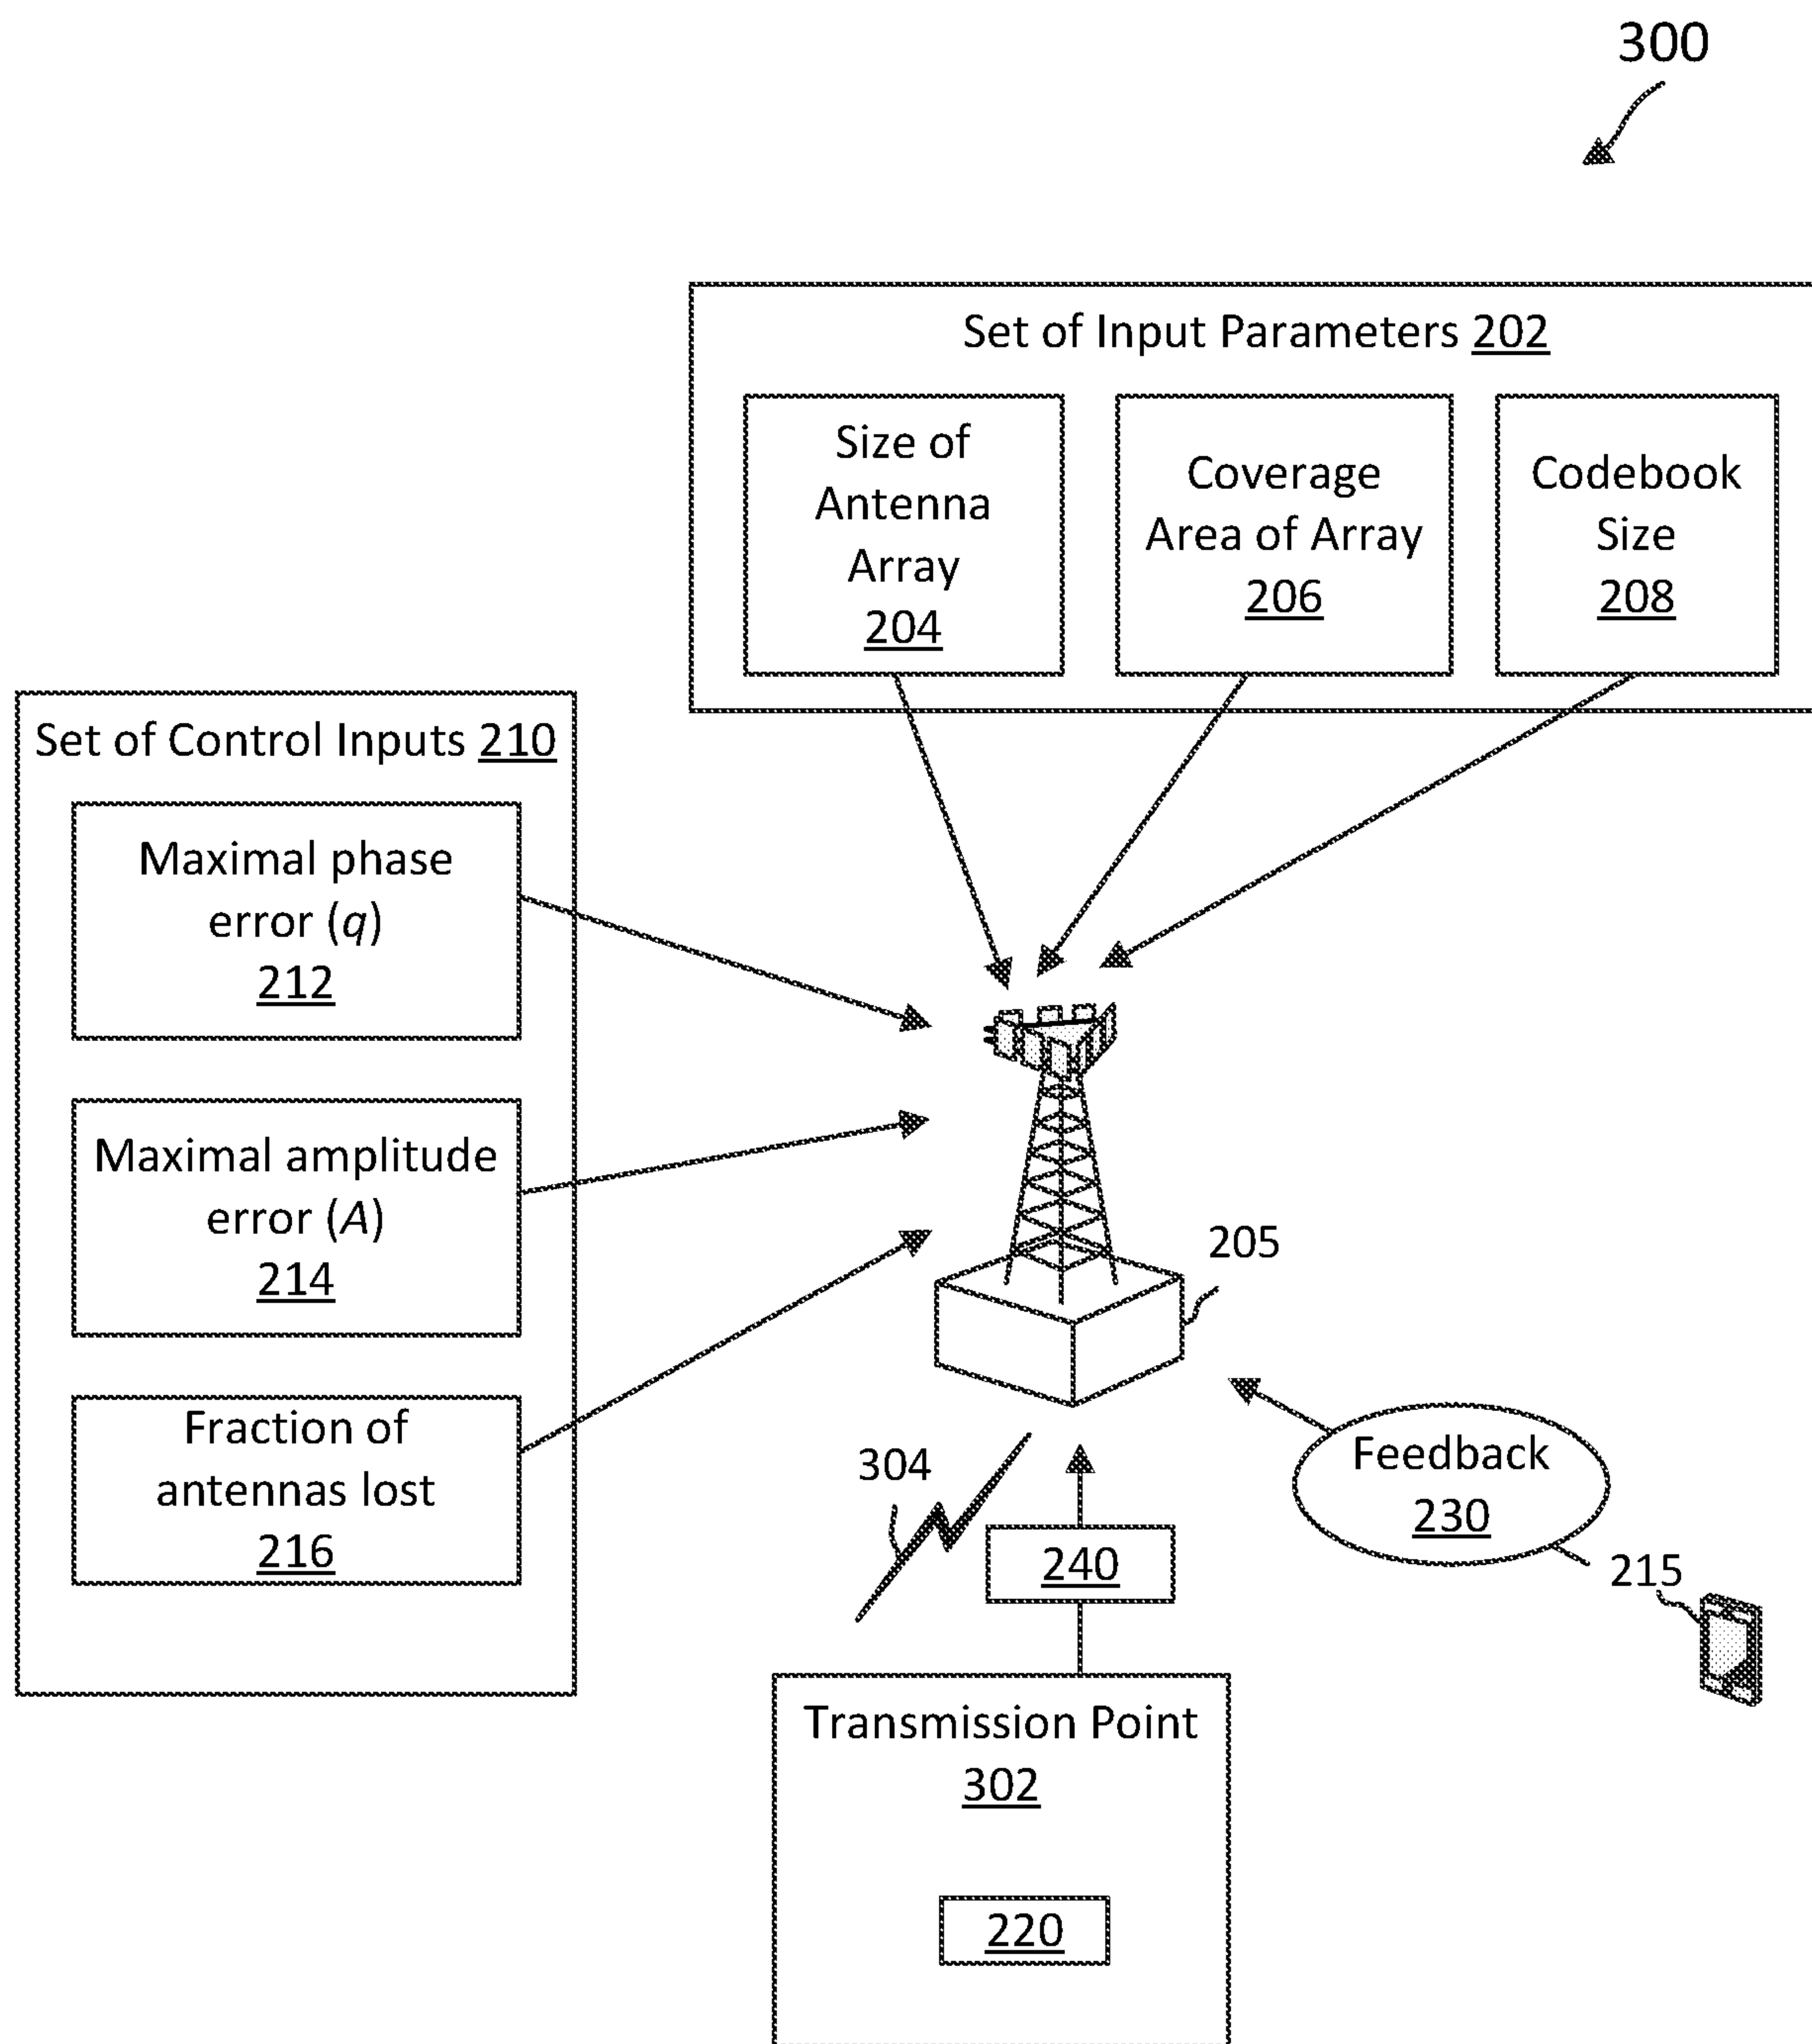 300
Set of Input Parameters 202
Size of
Antenna
Array
204
Coverage
Area of Array
206
Codebook
Size
208
Set of Control Inputs 210
Maximal phase
error (q)
212
Maximal amplitude
error (A)
214
Fraction of
antennas lost
216
205
304
240
Feedback
230
215
Transmission Point
302
220